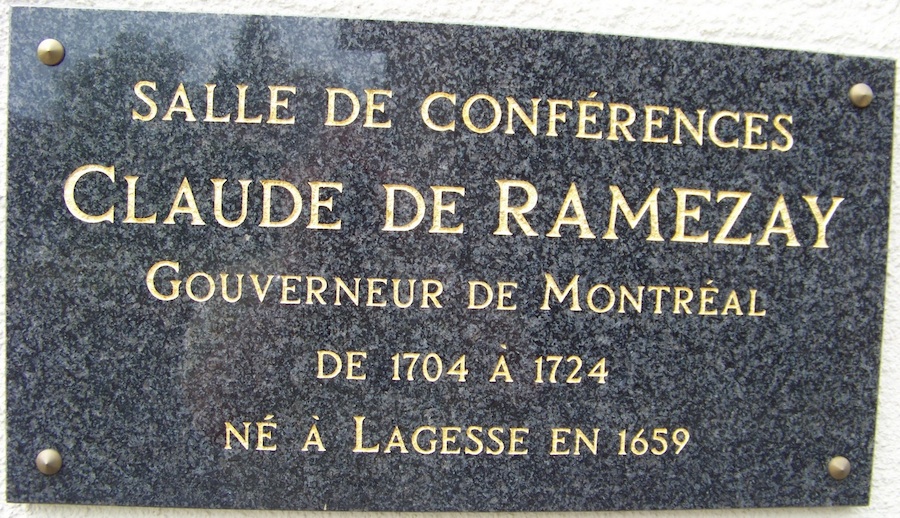 SALLE DE CONFÉRENCES
CLAUDE DE RAMEZAY
GOUVERNEUR DE MONTRÉAL
DE 1704 À 1724
NÉ À LAGESSE EN 1659